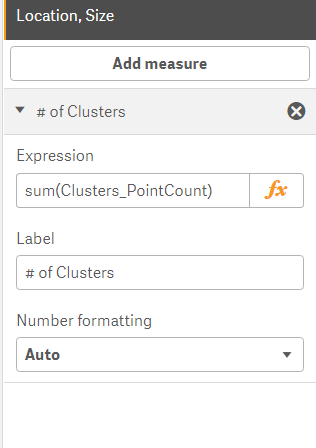 Location, Size
Add measure
# of Clusters
Expression
sum(Clusters_PointCount)
fx
Label
# of Clusters
Number formatting
Auto